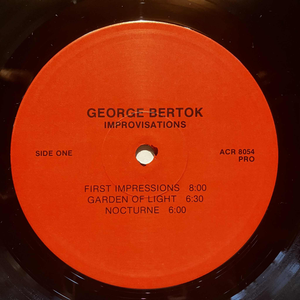 GEORGE BERTOK
IMPROVISATIONS
SIDE ONE
ACR 8054
PRO
FIRST IMPRESSIONS 8:00
GARDEN OF LIGHT 6:30
NOCTURNE 6:00